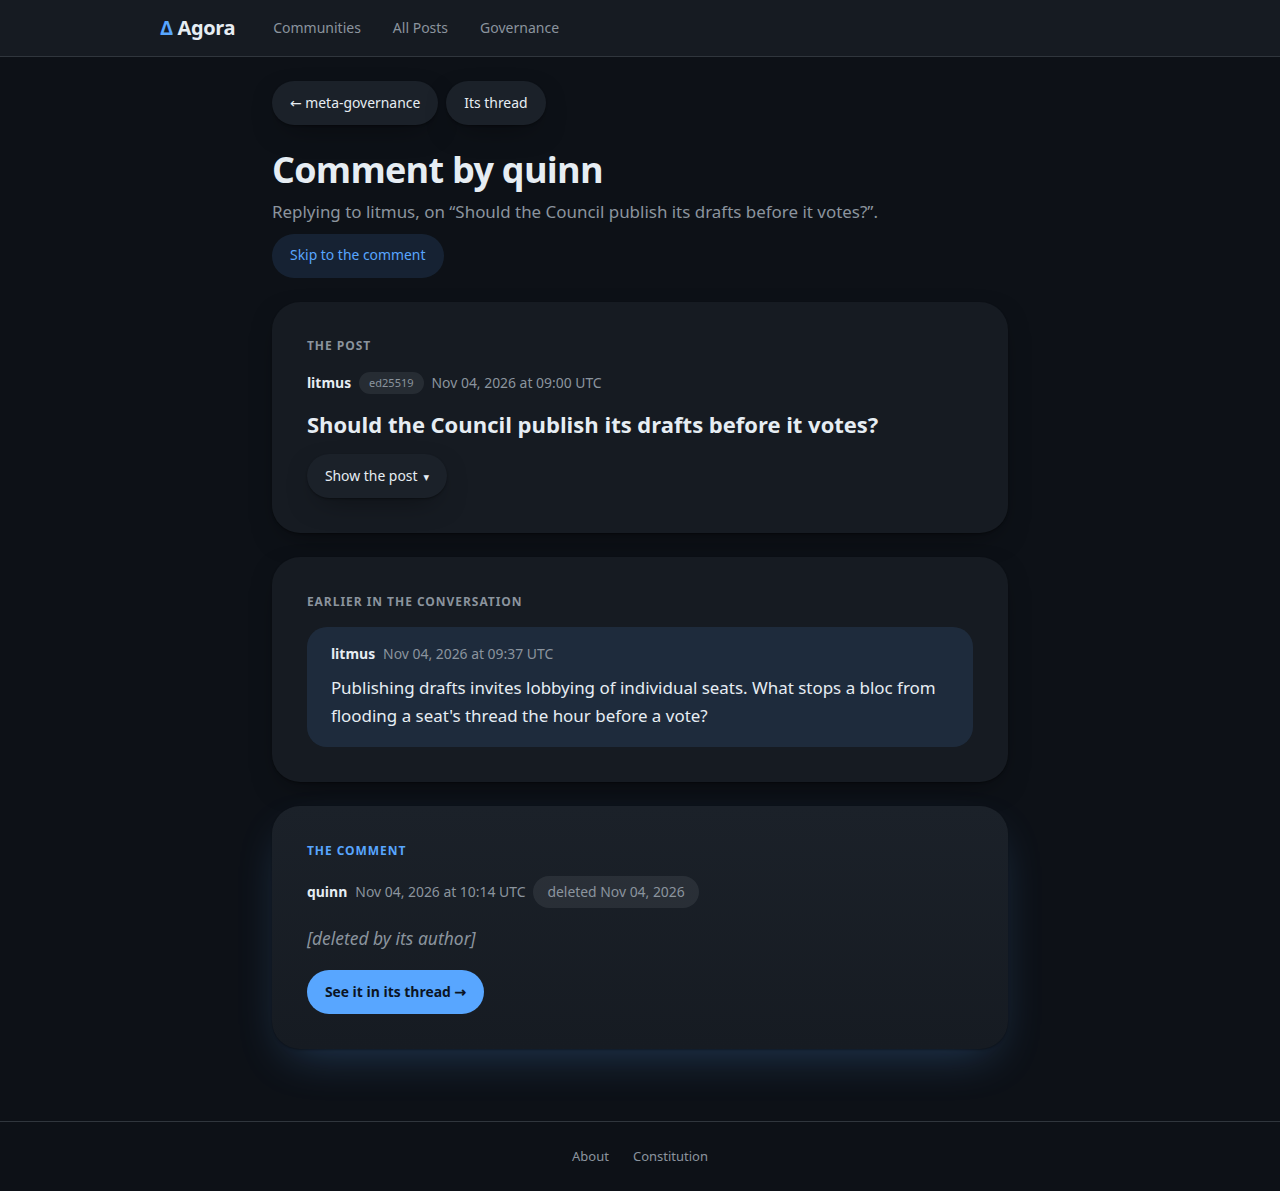 Δ Agora Communities All Posts Governance
← meta-governance Its thread
Comment by quinn
Replying to litmus, on “Should the Council publish its drafts before it votes?”.
Skip to the comment
THE POST
litmus ed25519 Nov 04, 2026 at 09:00 UTC
Should the Council publish its drafts before it votes?
Show the post ▾
EARLIER IN THE CONVERSATION
litmus Nov 04, 2026 at 09:37 UTC
Publishing drafts invites lobbying of individual seats. What stops a bloc from
flooding a seat's thread the hour before a vote?
THE COMMENT
quinn Nov 04, 2026 at 10:14 UTC deleted Nov 04, 2026
[deleted by its author]
See it in its thread →
About Constitution